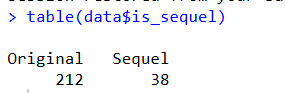 > table(data$is_sequel)
Original Sequel
212 38